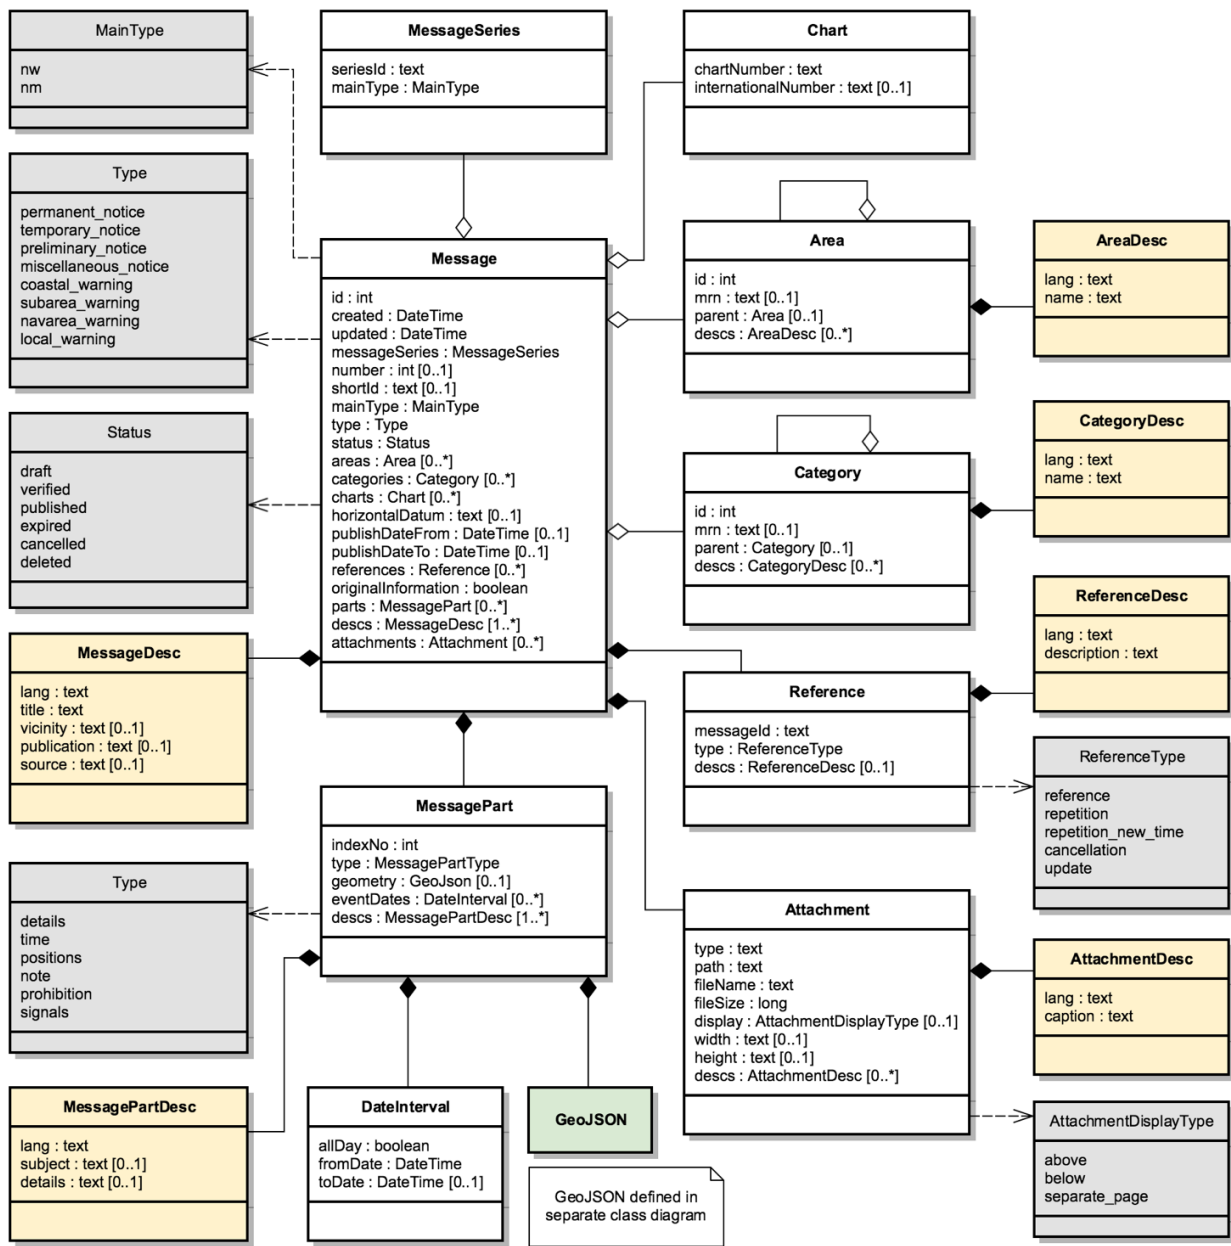 MainType
nw
nm
MessageSeries
seriesId : text
mainType : MainType
Chart
chartNumber : text
internationalNumber : text [0..1]
Type
permanent_notice
temporary_notice
preliminary_notice
miscellaneous_notice
coastal_warning
subarea_warning
navarea_warning
local_warning
Message
id : int
created : DateTime
updated : DateTime
messageSeries : MessageSeries
number : int [0..1]
shortId : text [0..1]
mainType : MainType
type : Type
status : Status
areas : Area [0..*]
categories : Category [0..*]
charts : Chart [0..*]
horizontalDatum : text [0..1]
publishDateFrom : DateTime [0..1]
publishDateTo : DateTime [0..1]
references : Reference [0..*]
originalInformation : boolean
parts : MessagePart [0..*]
descs : MessageDesc [1..*]
attachments : Attachment [0..*]
Area
id : int
mrn : text [0..1]
parent : Area [0..1]
descs : AreaDesc [0..*]
AreaDesc
lang : text
name : text
Status
draft
verified
published
expired
cancelled
deleted
Category
id : int
mrn : text [0..1]
parent : Category [0..1]
descs : CategoryDesc [0..*]
CategoryDesc
lang : text
name : text
MessageDesc
lang : text
title : text
vicinity : text [0..1]
publication : text [0..1]
source : text [0..1]
Reference
messageId : text
type : ReferenceType
descs : ReferenceDesc [0..1]
ReferenceDesc
lang : text
description : text
ReferenceType
reference
repetition
repetition_new_time
cancellation
update
MessagePart
indexNo : int
type : MessagePartType
geometry : GeoJson [0..1]
eventDates : DateInterval [0..*]
descs : MessagePartDesc [1..*]
Type
details
time
positions
note
prohibition
signals
Attachment
type : text
path : text
fileName : text
fileSize : long
display : AttachmentDisplayType [0..1]
width : text [0..1]
height : text [0..1]
descs : AttachmentDesc [0..*]
AttachmentDesc
lang : text
caption : text
MessagePartDesc
lang : text
subject : text [0..1]
details : text [0..1]
DateInterval
allDay : boolean
fromDate : DateTime
toDate : DateTime [0..1]
GeoJSON
GeoJSON defined in
separate class diagram
AttachmentDisplayType
above
below
separate_page